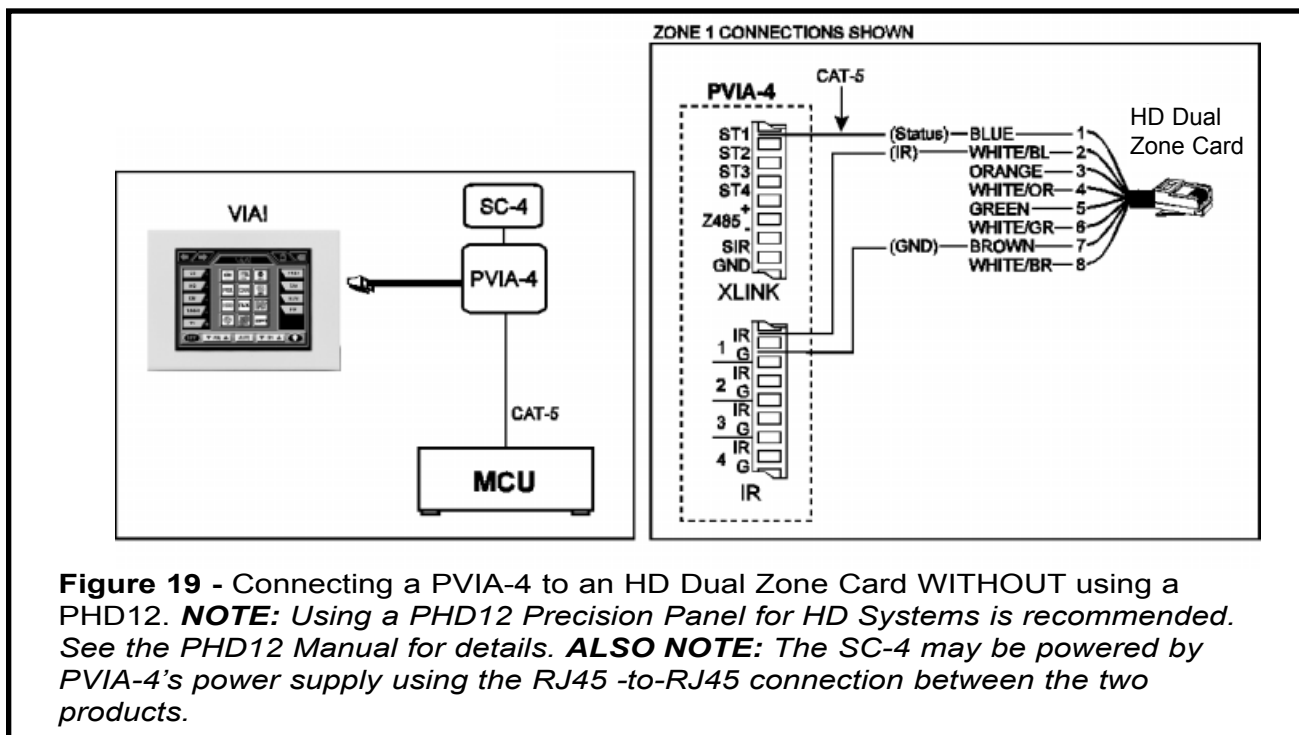 ZONE 1 CONNECTIONS SHOWN
CAT-5
PVIA-4
ST1
ST2
ST3
ST4
+
Z485
-
SIR
GND
XLINK
(Status) BLUE 1
(IR) WHITE/BL 2
ORANGE 3
WHITE/OR 4
GREEN 5
WHITE/GR 6
(GND) BROWN 7
WHITE/BR 8
HD Dual
Zone Card
IR
1 G
IR
2 G
IR
3 G
IR
4 G
IR
VIA!
SC-4
PVIA-4
CAT-5
MCU
Figure 19 - Connecting a PVIA-4 to an HD Dual Zone Card WITHOUT using a
PHD12. NOTE: Using a PHD12 Precision Panel for HD Systems is recommended.
See the PHD12 Manual for details. ALSO NOTE: The SC-4 may be powered by
PVIA-4's power supply using the RJ45 -to-RJ45 connection between the two
products.